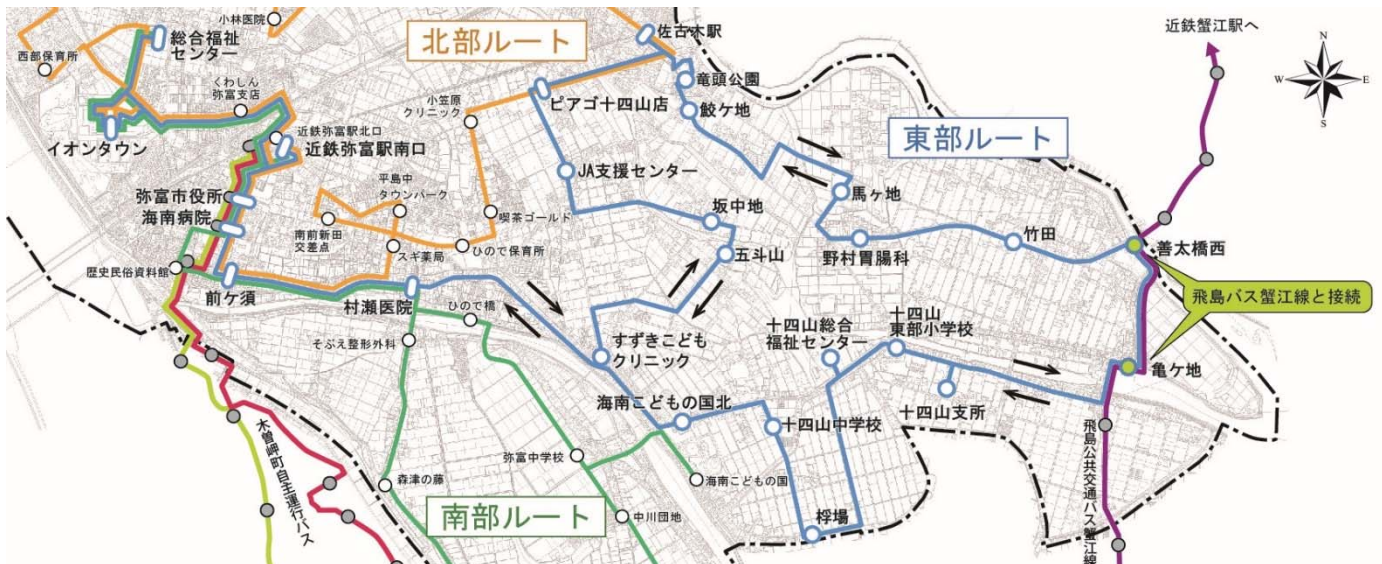 小林医院
近鉄蟹江駅へ
西部保育所
総合福祉
センター
北部ルート
佐古木駅
N
W
E
S
くわしん
弥富支店
小笠原
クリニック
ピアゴ十四山店
竜頭公園
鮫ケ地
東部ルート
イオンタウン
近鉄弥富駅北口
近鉄弥富駅南口
JA支援センター
馬ヶ地
弥富市役所
海南病院
平島中
タウンパーク
喫茶ゴールド
坂中地
竹田
南前新田
交差点
スギ薬局
ひので保育所
五斗山
野村胃腸科
善太橋西
歴史民俗資料館
前ケ須
村瀬医院
ひので橋
飛島バス蟹江線と接続
そぶえ整形外科
すずきこども
クリニック
十四山総合
福祉センター
十四山
東部小学校
亀ケ地
海南こどもの国北
十四山中学校
十四山支所
木曽岬町自主運行バス
弥富中学校
森津の藤
海南こどもの国
南部ルート
中川団地
桴場
飛島公共交通バス蟹江線